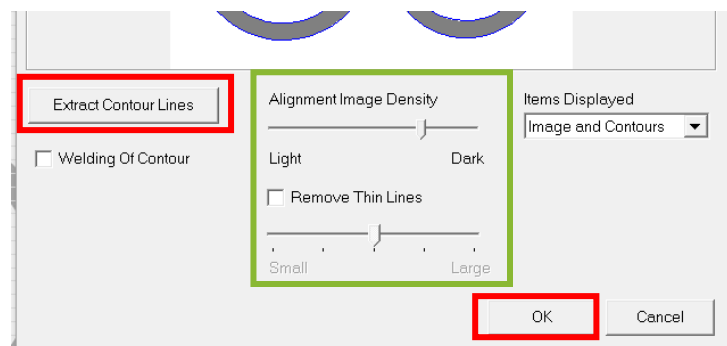 Extract Contour Lines
Welding Of Contour
Alignment Image Density
Light Dark
Remove Thin Lines
Small Large
Items Displayed
Image and Contours
OK Cancel